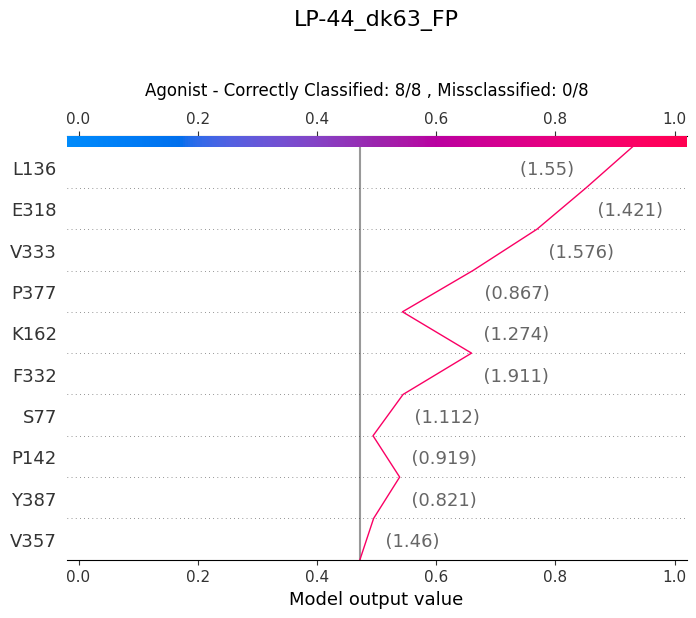 LP-44_dk63_FP
Agonist - Correctly Classified: 8/8 , Missclassified: 0/8
0.0 0.2 0.4 0.6 0.8 1.0
L136 (1.55)
E318 (1.421)
V333 (1.576)
P377 (0.867)
K162 (1.274)
F332 (1.911)
S77 (1.112)
P142 (0.919)
Y387 (0.821)
V357 (1.46)
0.0 0.2 0.4 0.6 0.8 1.0
Model output value